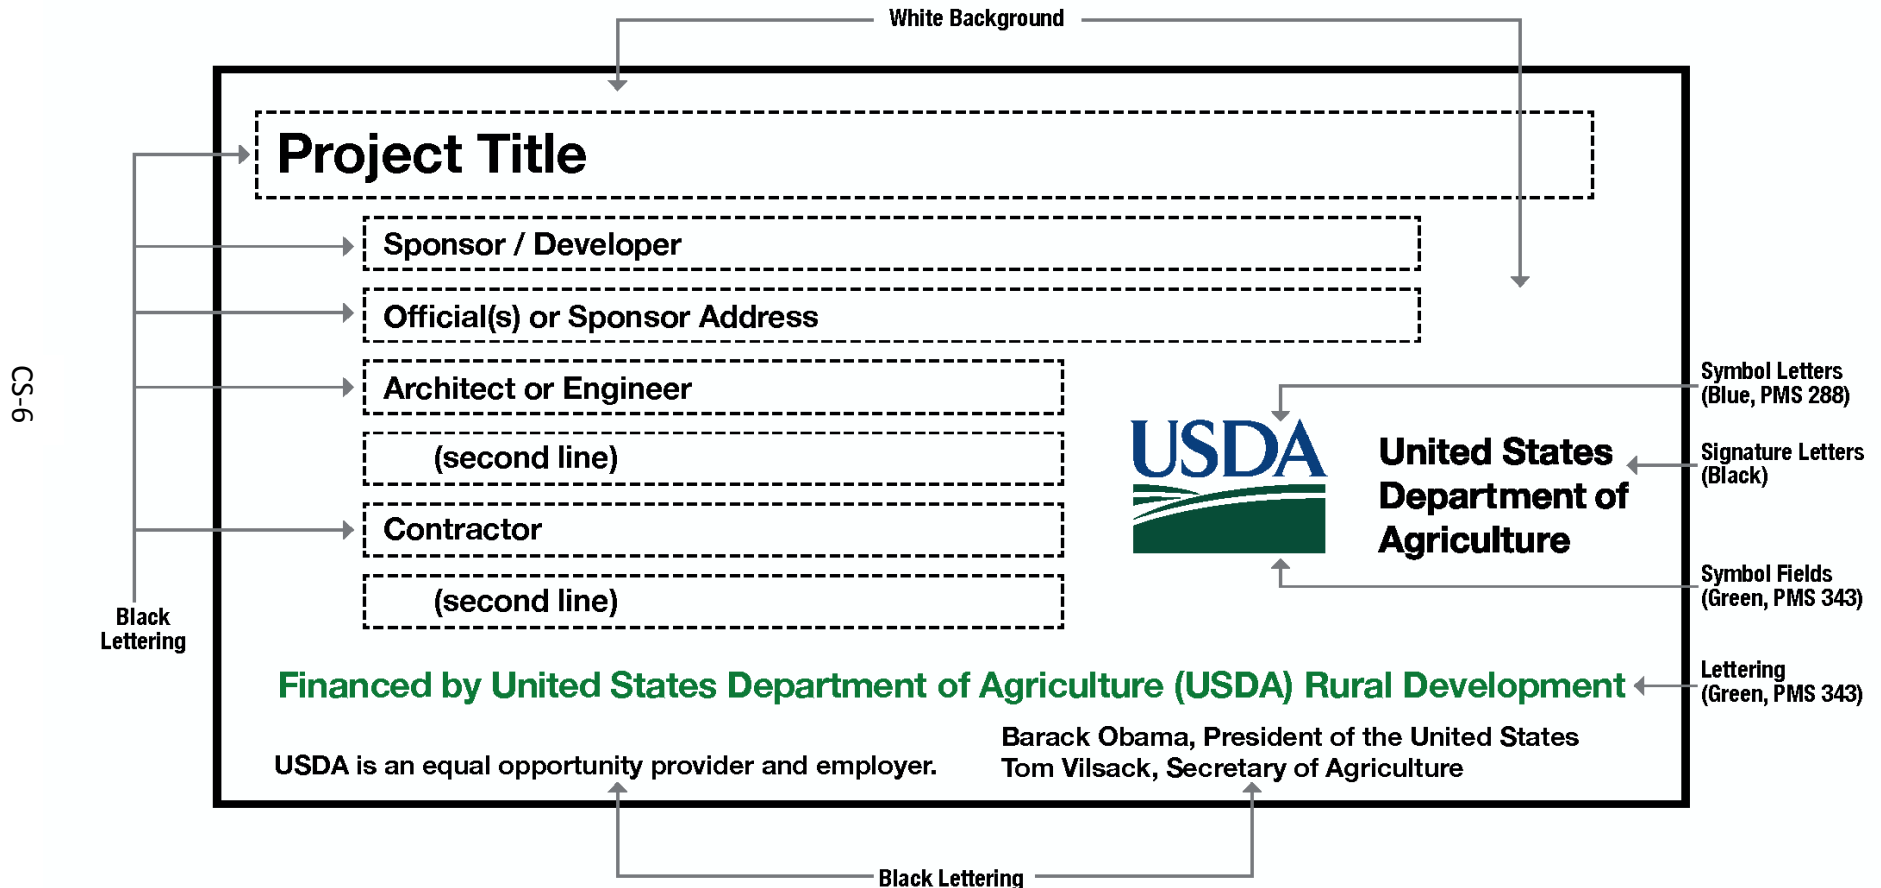 White Background
Project Title
Sponsor / Developer
Official(s) or Sponsor Address
Architect or Engineer
(second line)
Contractor
(second line)
Black
Lettering
CS-6
USDA
United States
Department of
Agriculture
Symbol Letters
(Blue, PMS 288)
Signature Letters
(Black)
Symbol Fields
(Green, PMS 343)
Financed by United States Department of Agriculture (USDA) Rural Development
Lettering
(Green, PMS 343)
USDA is an equal opportunity provider and employer.
Barack Obama, President of the United States
Tom Vilsack, Secretary of Agriculture
Black Lettering